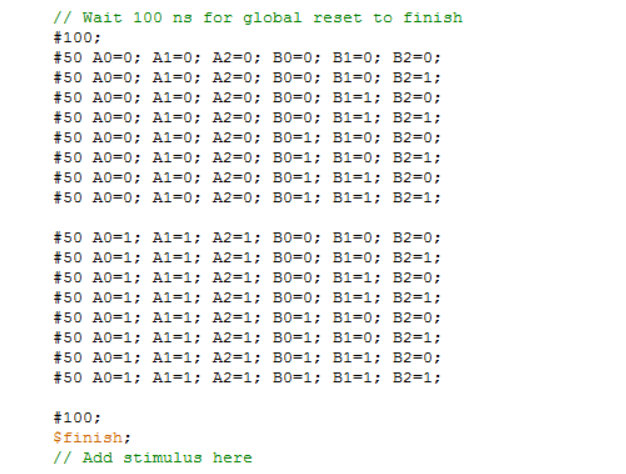 // Wait 100 ns for global reset to finish
#100;
#50 A0=0; A1=0; A2=0; B0=0; B1=0; B2=0;
#50 A0=0; A1=0; A2=0; B0=0; B1=0; B2=1;
#50 A0=0; A1=0; A2=0; B0=0; B1=1; B2=0;
#50 A0=0; A1=0; A2=0; B0=0; B1=1; B2=1;
#50 A0=0; A1=0; A2=0; B0=1; B1=0; B2=0;
#50 A0=0; A1=0; A2=0; B0=1; B1=0; B2=1;
#50 A0=0; A1=0; A2=0; B0=1; B1=1; B2=0;
#50 A0=0; A1=0; A2=0; B0=1; B1=1; B2=1;
#50 A0=1; A1=1; A2=1; B0=0; B1=0; B2=0;
#50 A0=1; A1=1; A2=1; B0=0; B1=0; B2=1;
#50 A0=1; A1=1; A2=1; B0=0; B1=1; B2=0;
#50 A0=1; A1=1; A2=1; B0=0; B1=1; B2=1;
#50 A0=1; A1=1; A2=1; B0=1; B1=0; B2=0;
#50 A0=1; A1=1; A2=1; B0=1; B1=0; B2=1;
#50 A0=1; A1=1; A2=1; B0=1; B1=1; B2=0;
#50 A0=1; A1=1; A2=1; B0=1; B1=1; B2=1;
#100;
$finish;
// Add stimulus here